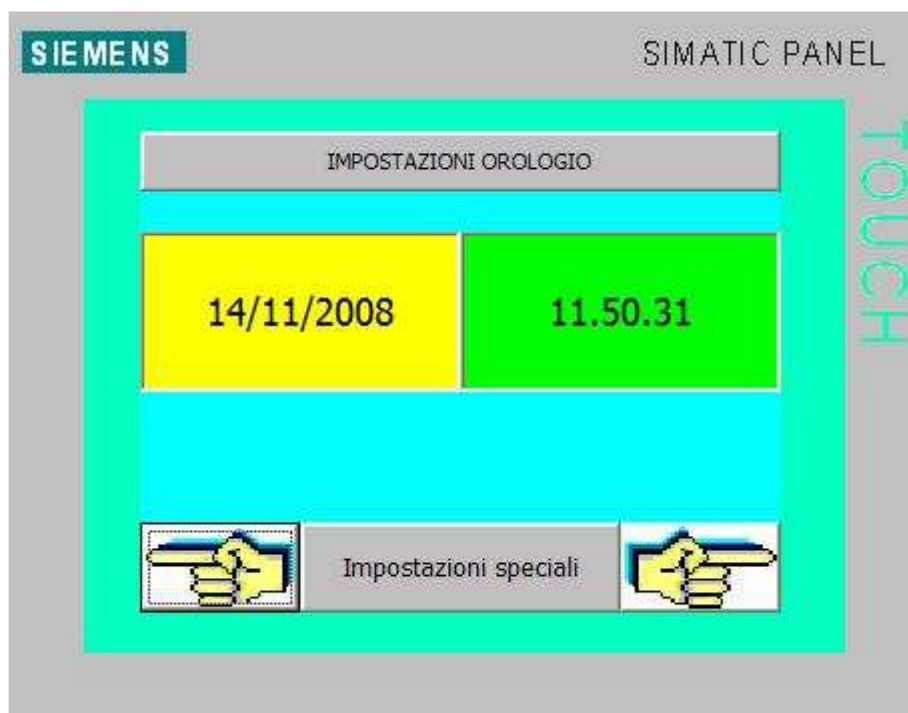 SIEMENS
SIMATIC PANEL
TOUCH
IMPOSTAZIONI OROLOGIO
14/11/2008
11.50.31
Impostazioni speciali